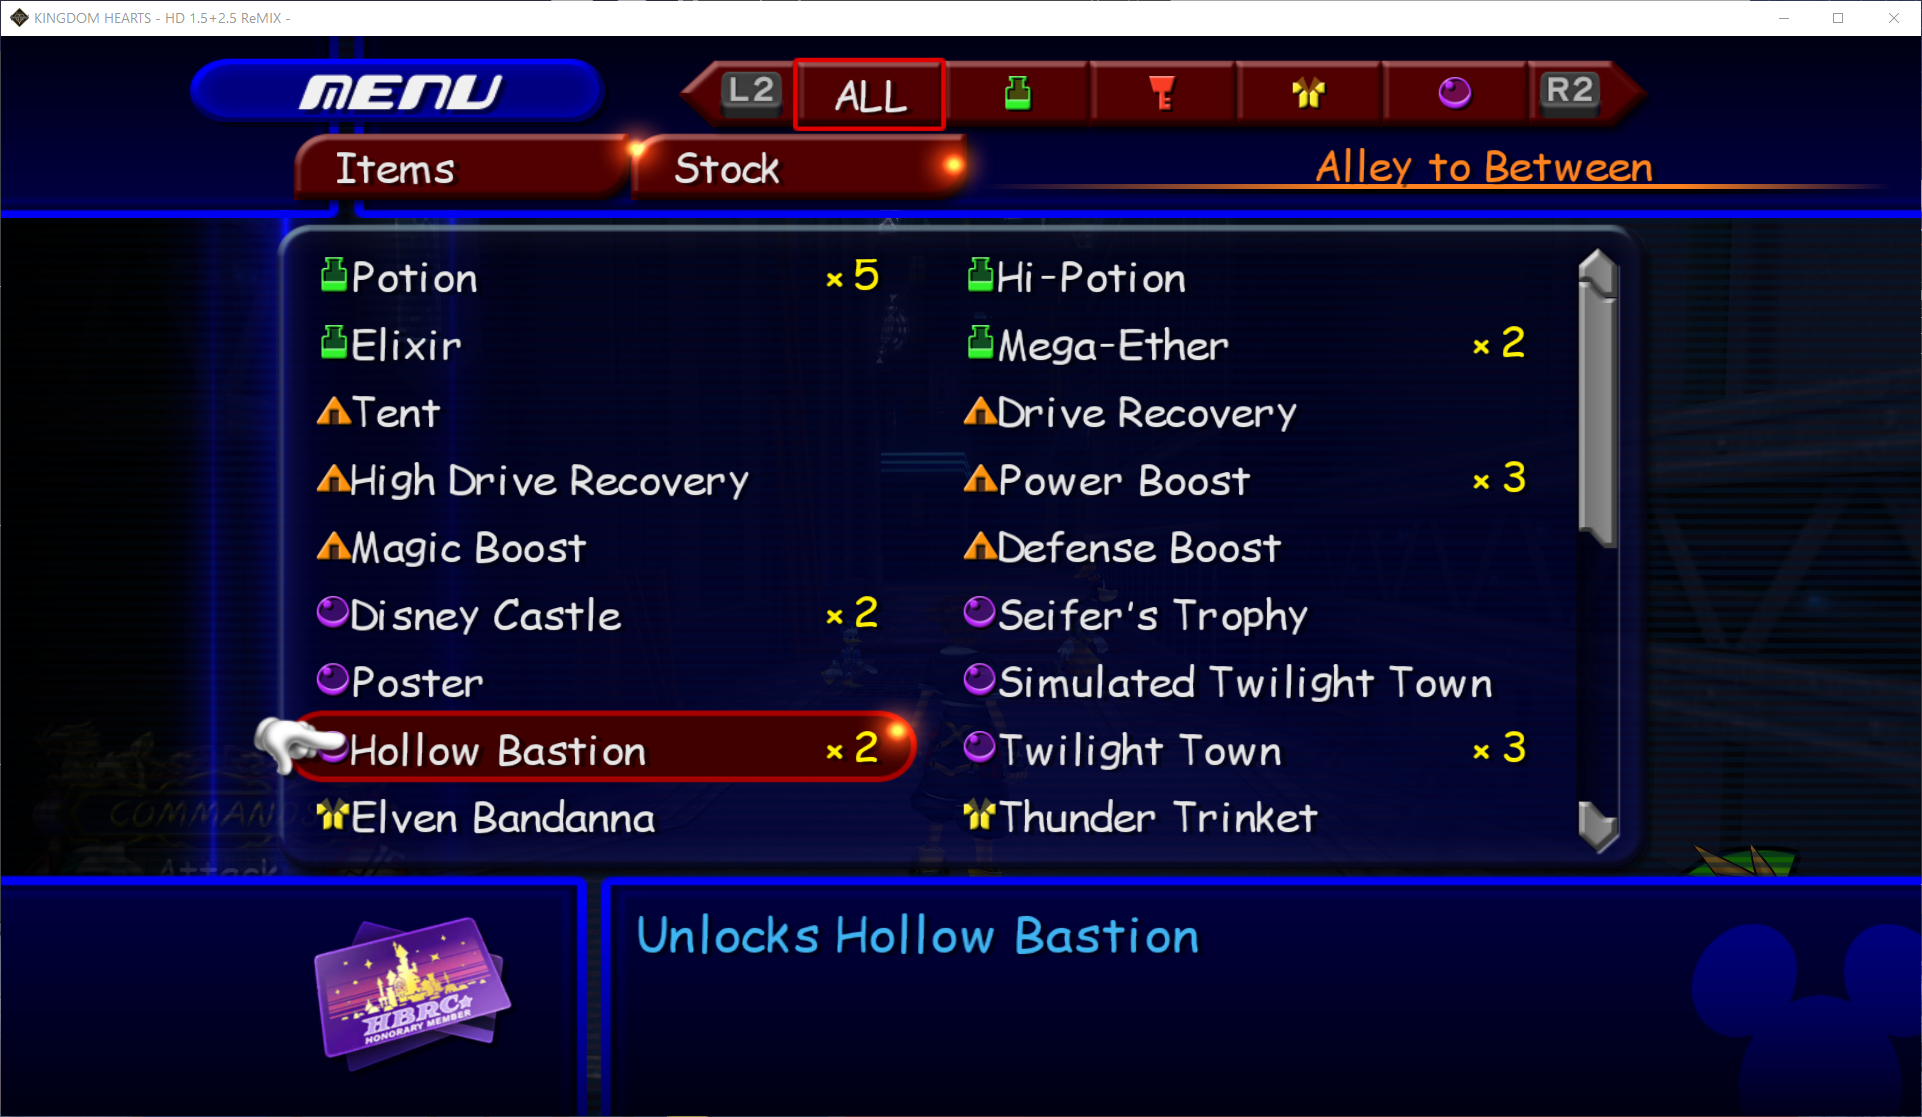 KINGDOM HEARTS - HD 1.5+2.5 ReMIX -
MENU
L2 ALL R2
Items Stock Alley to Between
Potion × 5 Hi-Potion
Elixir Mega-Ether × 2
Tent Drive Recovery
High Drive Recovery Power Boost × 3
Magic Boost Defense Boost
Disney Castle × 2 Seifer's Trophy
Poster Simulated Twilight Town
Hollow Bastion × 2 Twilight Town × 3
Elven Bandanna Thunder Trinket
COMMANDS
Attack
Unlocks Hollow Bastion
HBRC
HONORARY MEMBER